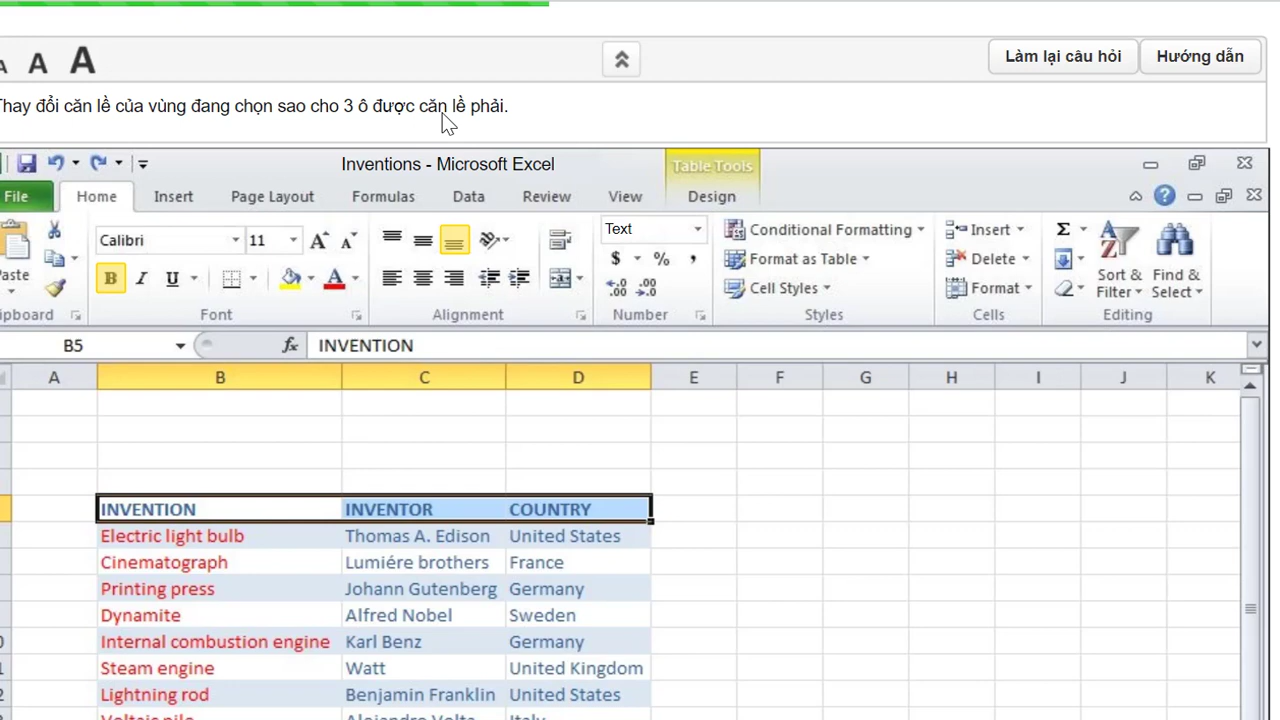 A A A
Làm lại câu hỏi Hướng dẫn
Thay đổi căn lề của vùng đang chọn sao cho 3 ô được căn lề phải.
Inventions - Microsoft Excel Table Tools
File Home Insert Page Layout Formulas Data Review View Design
Calibri 11 A A Text Conditional Formatting Insert Σ
Paste B I U A $ % , Format as Table Delete Sort & Find &
.00 .00 Cell Styles Format Filter Select
Clipboard Font Alignment Number Styles Cells Editing
B5 fx INVENTION
A B C D E F G H I J K
INVENTION INVENTOR COUNTRY
Electric light bulb Thomas A. Edison United States
Cinematograph Lumiére brothers France
Printing press Johann Gutenberg Germany
Dynamite Alfred Nobel Sweden
Internal combustion engine Karl Benz Germany
Steam engine Watt United Kingdom
Lightning rod Benjamin Franklin United States
Voltaic pile Alejandro Volta Italy